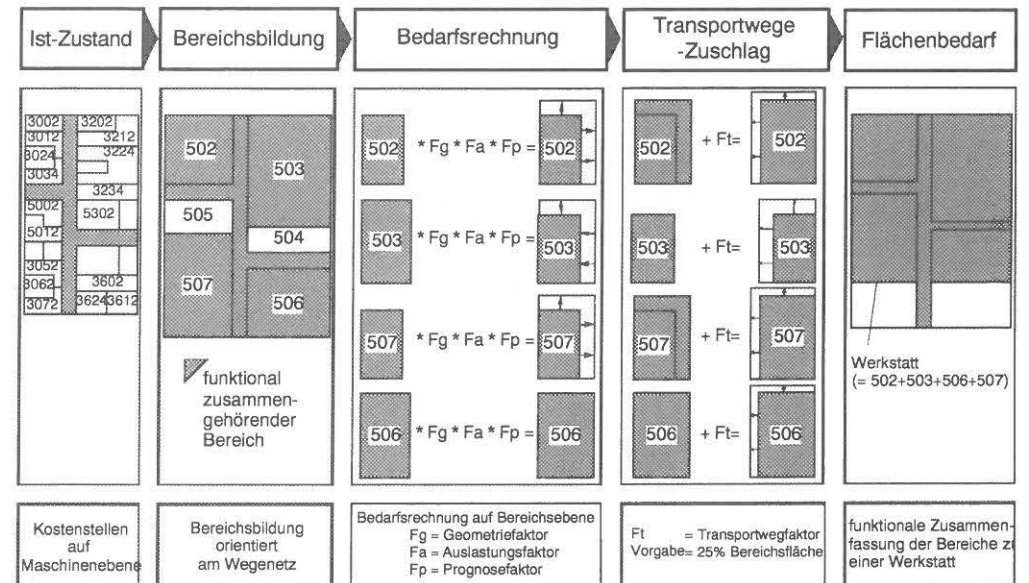 Ist-Zustand
Bereichsbildung
Bedarfsrechnung
Transportwege
-Zuschlag
Flächenbedarf
3002
3202
3012
3212
3024
3224
3034
3234
5002
5302
5012
3052
3062
3602
3072
3624
3612
502
503
505
504
507
506
funktional
zusammen-
gehörender
Bereich
502 * Fg * Fa * Fp = 502
503 * Fg * Fa * Fp = 503
507 * Fg * Fa * Fp = 507
506 * Fg * Fa * Fp = 506
502 + Ft= 502
503 + Ft= 503
507 + Ft= 507
506 + Ft= 506
Werkstatt
(= 502+503+506+507)
Kostenstellen
auf
Maschinenebene
Bereichsbildung
orientiert
am Wegenetz
Bedarfsrechnung auf Bereichsebene
Fg = Geometriefaktor
Fa = Auslastungsfaktor
Fp = Prognosefaktor
Ft = Transportwegfaktor
Vorgabe= 25% Bereichsfläche
funktionale Zusammen-
fassung der Bereiche zu
einer Werkstatt